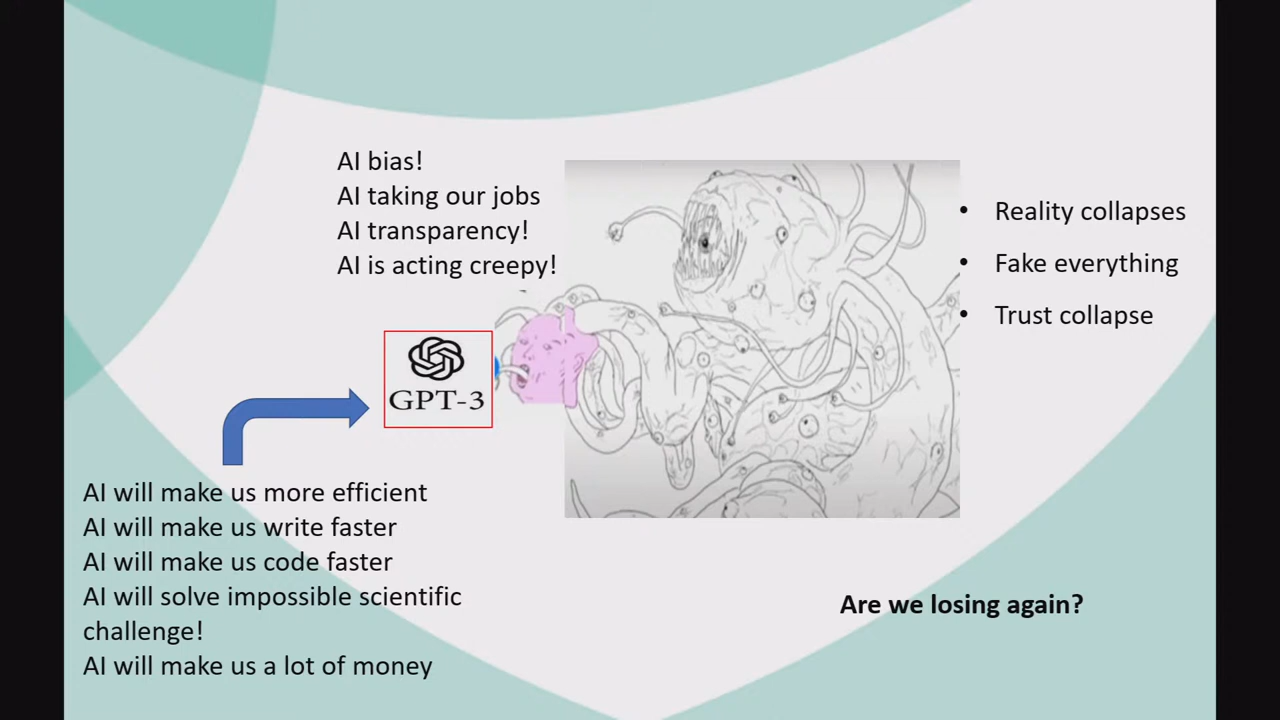 AI bias!
AI taking our jobs
AI transparency!
AI is acting creepy!
• Reality collapses
• Fake everything
• Trust collapse
GPT-3
AI will make us more efficient
AI will make us write faster
AI will make us code faster
AI will solve impossible scientific
challenge!
AI will make us a lot of money
Are we losing again?